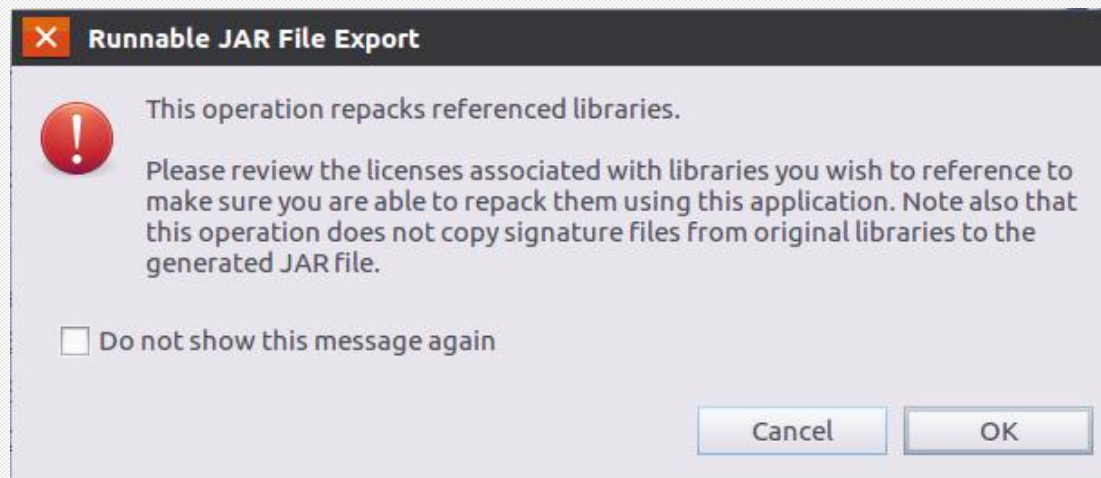 Runnable JAR File Export
This operation repacks referenced libraries.
Please review the licenses associated with libraries you wish to reference to
make sure you are able to repack them using this application. Note also that
this operation does not copy signature files from original libraries to the
generated JAR file.
Do not show this message again
Cancel
OK